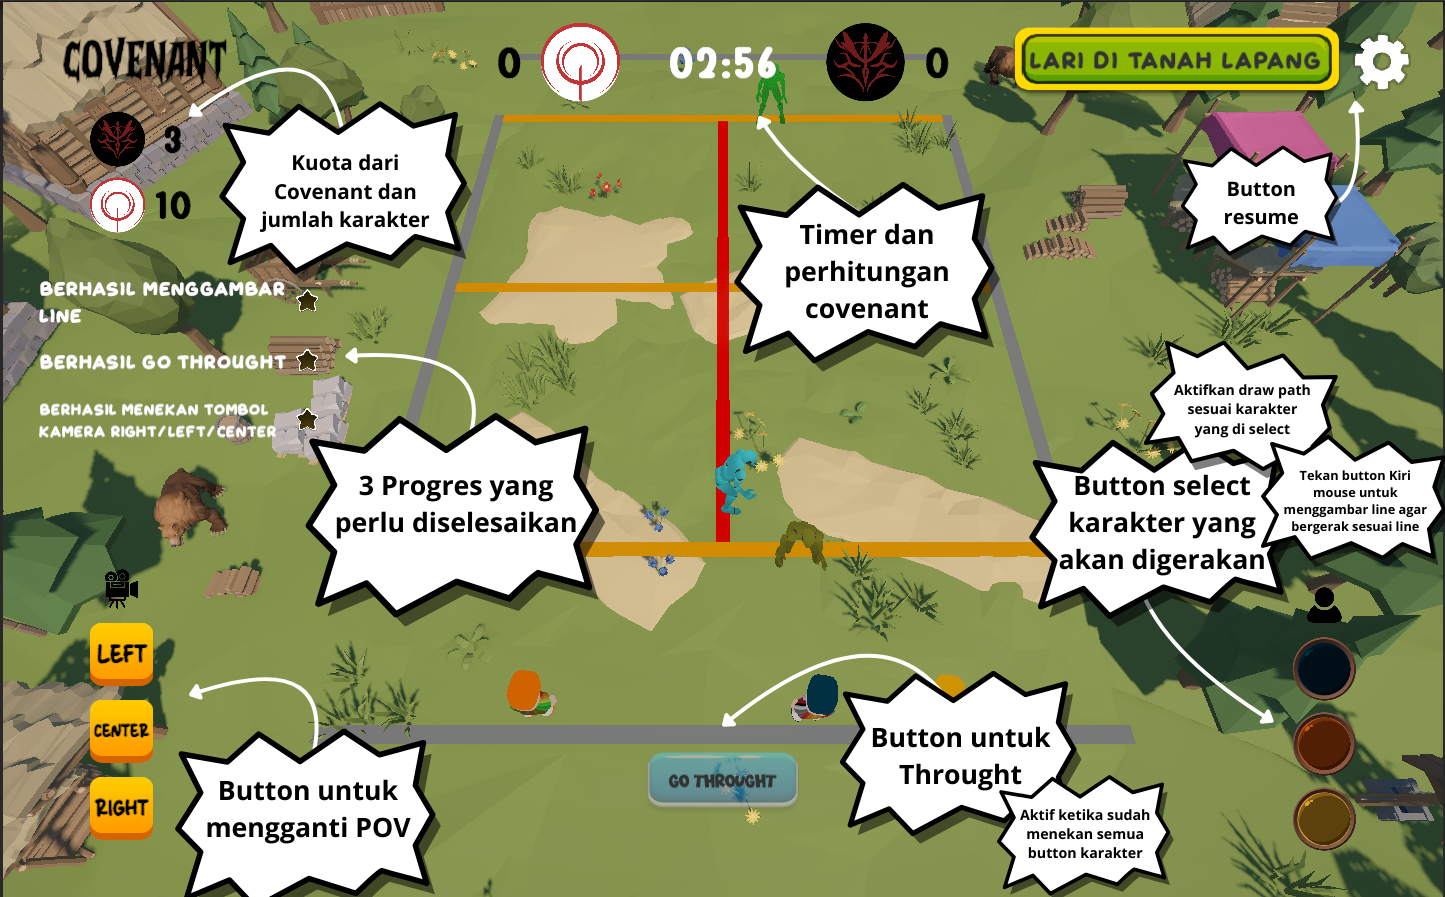 COVENANT
0
02:56
0
LARI DI TANAH LAPANG
3
10
Kuota dari
Covenant dan
jumlah karakter
Timer dan
perhitungan
covenant
Button
resume
BERHASIL MENGGAMBAR
LINE
BERHASIL GO THROUGHT
BERHASIL MENEKAN TOMBOL
KAMERA RIGHT/LEFT/CENTER
3 Progres yang
perlu diselesaikan
Aktifkan draw path
sesuai karakter
yang di select
Button select
karakter yang
akan digerakan
Tekan button Kiri
mouse untuk
menggambar line agar
bergerak sesuai line
LEFT
CENTER
RIGHT
Button untuk
mengganti POV
GO THROUGHT
Button untuk
Throught
Aktif ketika sudah
menekan semua
button karakter